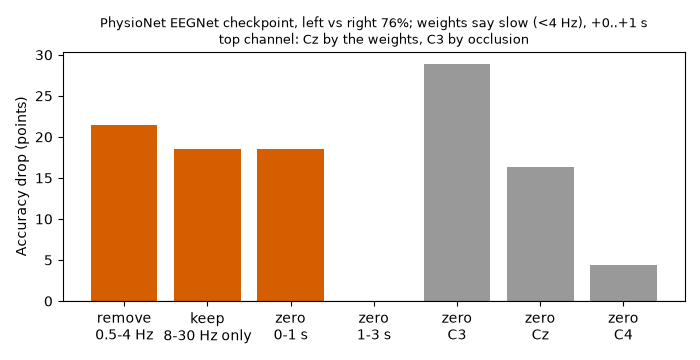 PhysioNet EEGNet checkpoint, left vs right 76%; weights say slow (<4 Hz), +0..+1 s
top channel: Cz by the weights, C3 by occlusion
Accuracy drop (points)
30
25
20
15
10
5
0
remove
0.5-4 Hz
keep
8-30 Hz only
zero
0-1 s
zero
1-3 s
zero
C3
zero
Cz
zero
C4